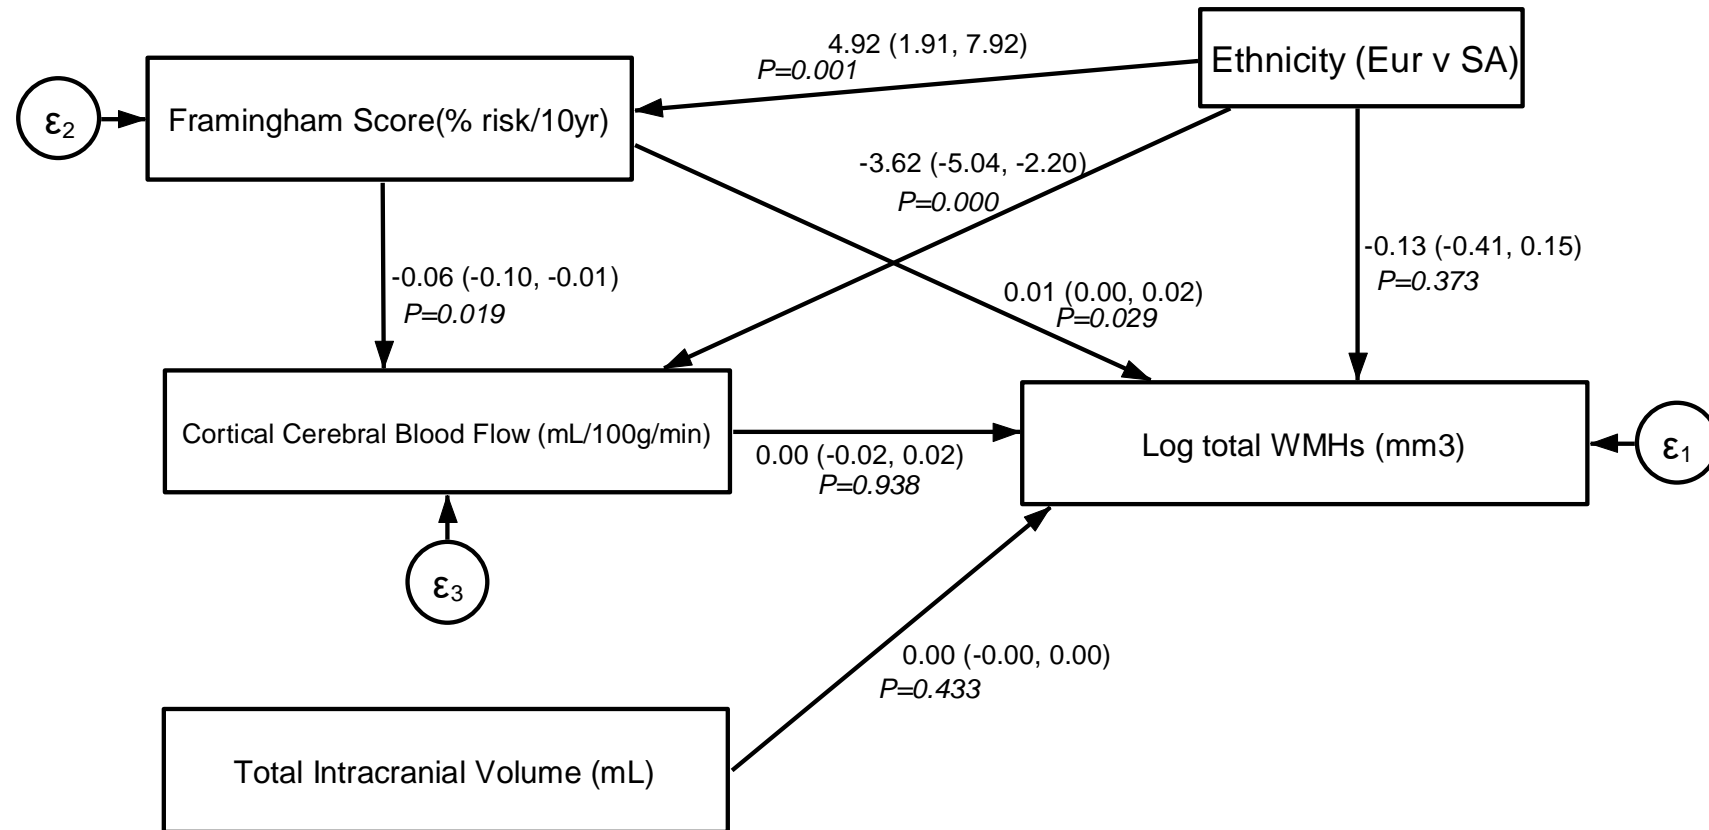 4.92 (1.91, 7.92)
P=0.001
Ethnicity (Eur v SA)
ε2
Framingham Score(% risk/10yr)
-3.62 (-5.04, -2.20)
P=0.000
-0.13 (-0.41, 0.15)
P=0.373
-0.06 (-0.10, -0.01)
P=0.019
0.01 (0.00, 0.02)
P=0.029
Cortical Cerebral Blood Flow (mL/100g/min)
0.00 (-0.02, 0.02)
P=0.938
Log total WMHs (mm3)
ε1
ε3
0.00 (-0.00, 0.00)
P=0.433
Total Intracranial Volume (mL)